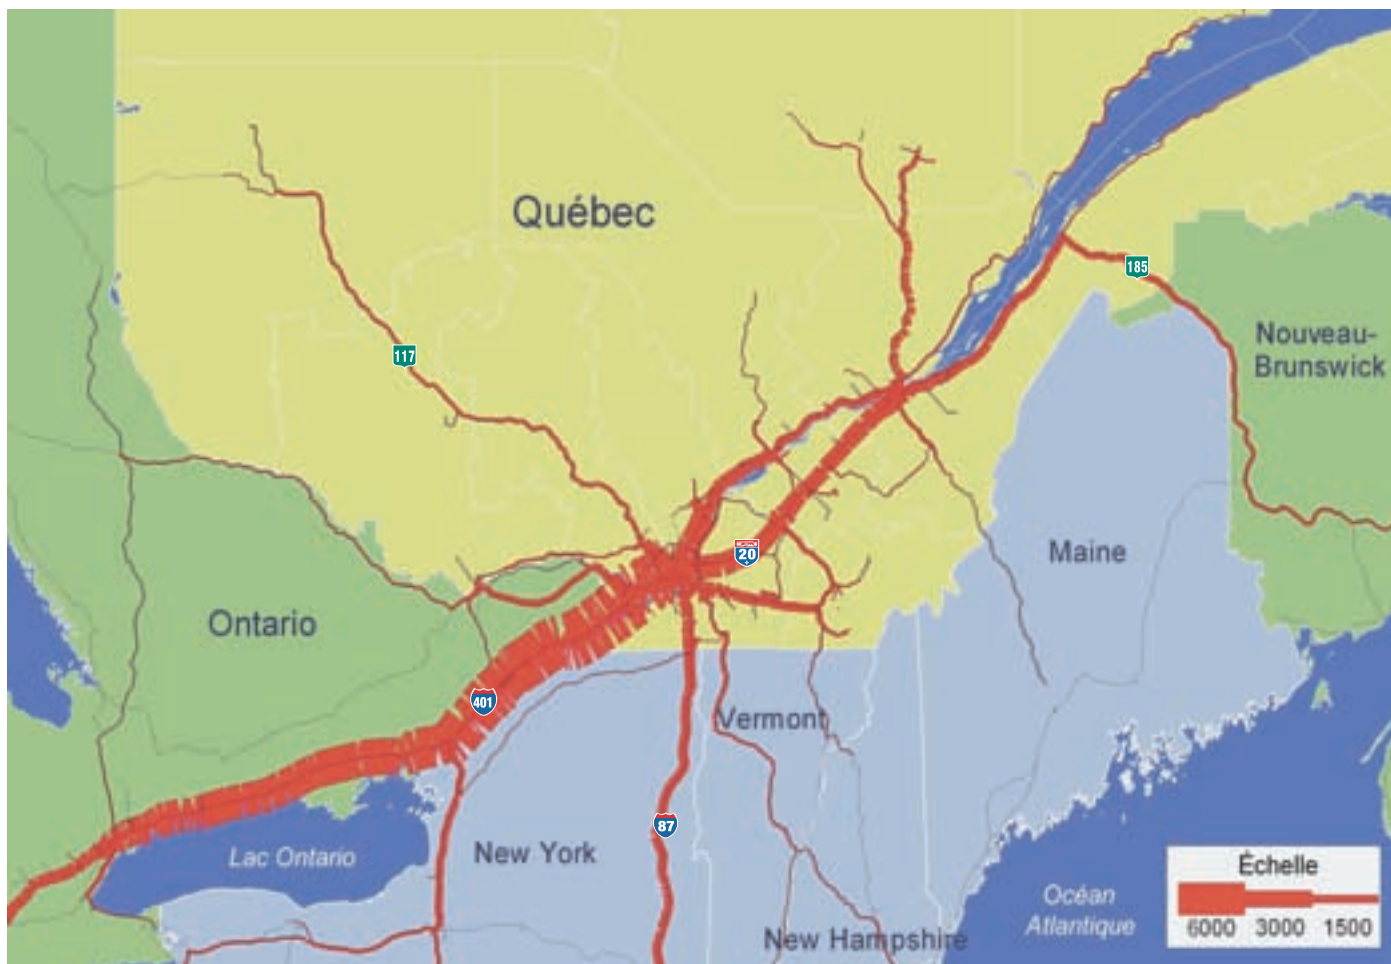 Québec
185
Nouveau-
Brunswick
117
20
Maine
Ontario
401
Vermont
87
New York
Lac Ontario
Échelle
6000 3000 1500
Océan
Atlantique
New Hampshire